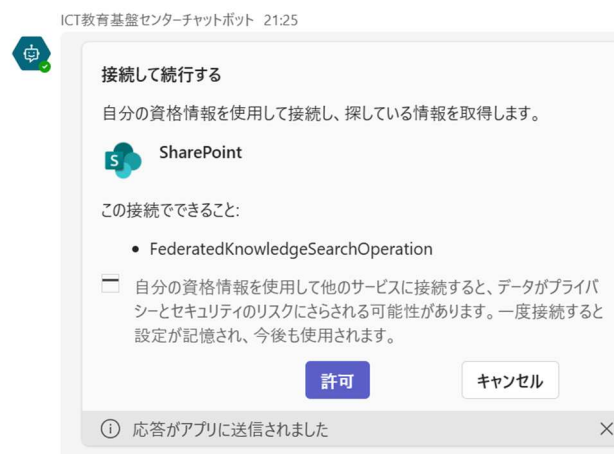 ICT教育基盤センターチャットボット 21:25
接続して続行する
自分の資格情報を使用して接続し、探している情報を取得します。
S SharePoint
この接続でできること:
• FederatedKnowledgeSearchOperation
自分の資格情報を使用して他のサービスに接続すると、データがプライバ
シーとセキュリティのリスクにさらされる可能性があります。一度接続すると
設定が記憶され、今後も使用されます。
許可 キャンセル
応答がアプリに送信されました